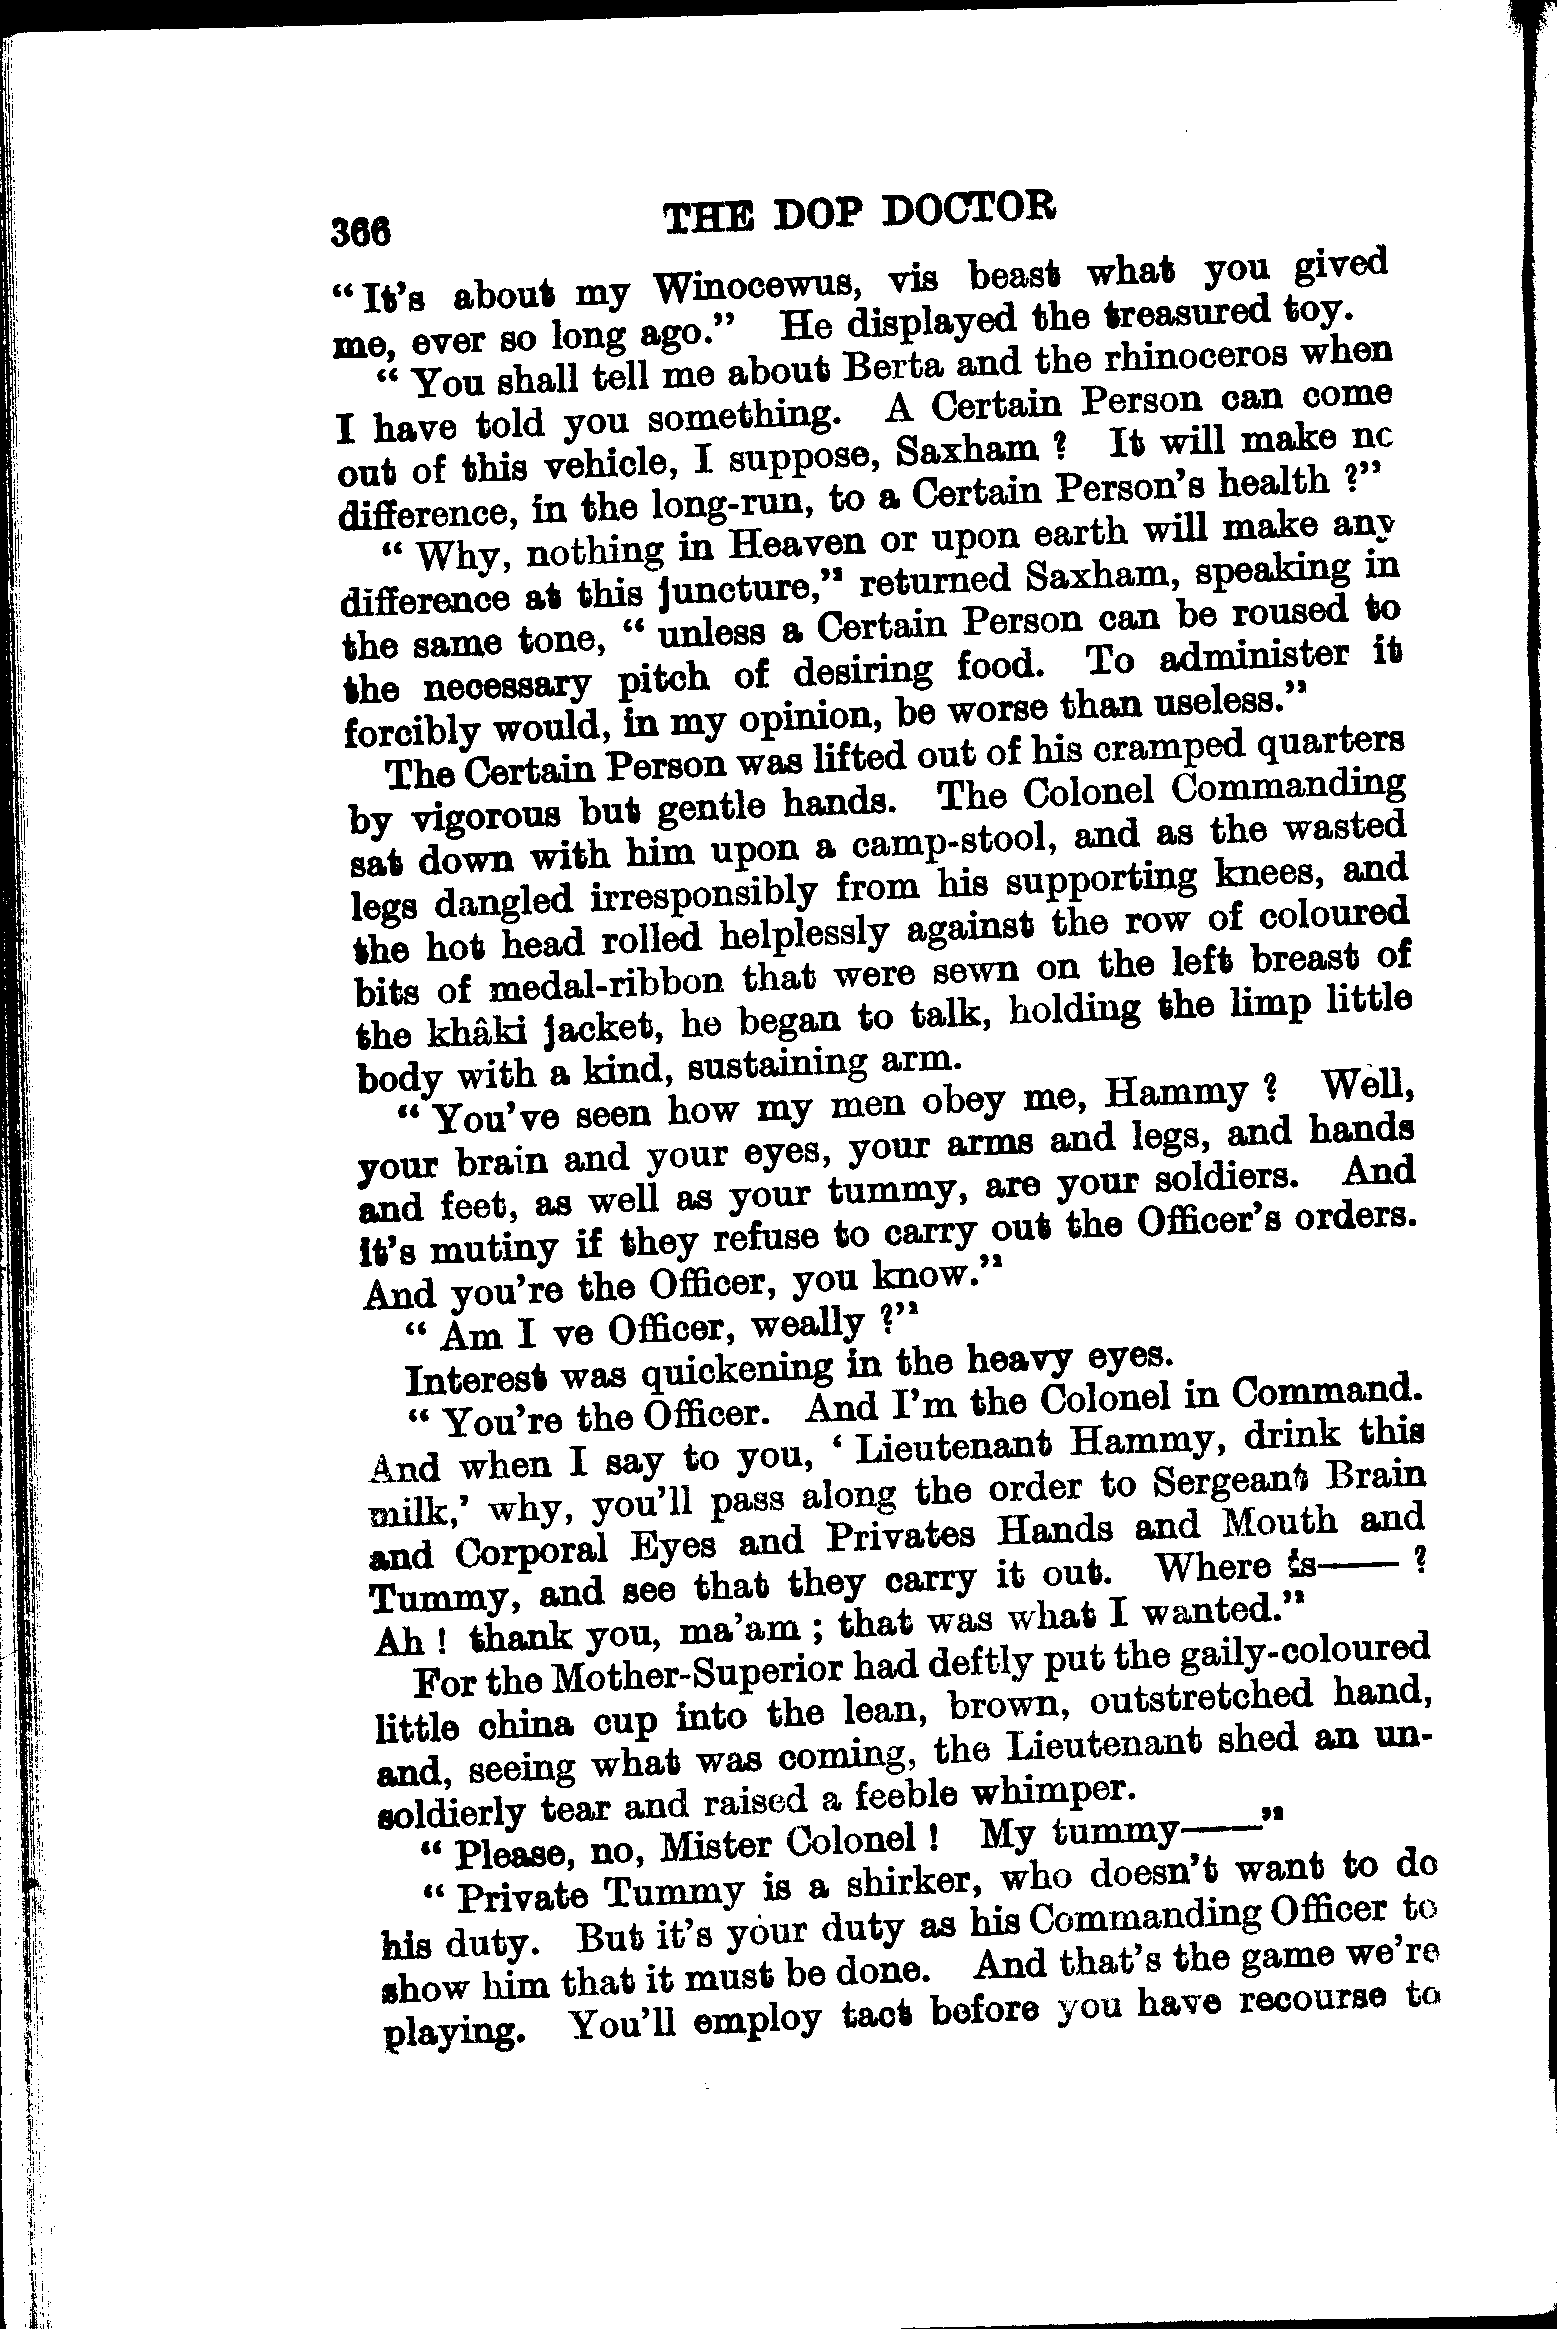 366 THE DOP DOCTOR
“It's about my Winocewus, vis beast what you gived
me, ever so long ago.” He displayed the treasured toy.
“You shall tell me about Berta and the rhinoceros when
I have told you something. A Certain Person can come
out of this vehicle, I suppose, Saxham ? It will make nc
difference, in the long-run, to a Certain Person's health ?”
“Why, nothing in Heaven or upon earth will make any
difference at this juncture,” returned Saxham, speaking in
the same tone, “unless a Certain Person can be roused to
the necessary pitch of desiring food. To administer it
forcibly would, in my opinion, be worse than useless.”
The Certain Person was lifted out of his cramped quarters
by vigorous but gentle hands. The Colonel Commanding
sat down with him upon a camp-stool, and as the wasted
legs dangled irresponsibly from his supporting knees, and
the hot head rolled helplessly against the row of coloured
bits of medal-ribbon that were sewn on the left breast of
the khâki jacket, he began to talk, holding the limp little
body with a kind, sustaining arm.
“You've seen how my men obey me, Hammy ? Well,
your brain and your eyes, your arms and legs, and hands
and feet, as well as your tummy, are your soldiers. And
it's mutiny if they refuse to carry out the Officer's orders.
And you're the Officer, you know.”
“Am I ve Officer, weally ?”
Interest was quickening in the heavy eyes.
“You're the Officer. And I'm the Colonel in Command.
And when I say to you, ‘Lieutenant Hammy, drink this
milk,’ why, you'll pass along the order to Sergeant Brain
and Corporal Eyes and Privates Hands and Mouth and
Tummy, and see that they carry it out. Where is—— ?
Ah ! thank you, ma'am ; that was what I wanted.”
For the Mother-Superior had deftly put the gaily-coloured
little china cup into the lean, brown, outstretched hand,
and, seeing what was coming, the Lieutenant shed an un-
soldierly tear and raised a feeble whimper.
“Please, no, Mister Colonel ! My tummy——”
“Private Tummy is a shirker, who doesn't want to do
his duty. But it's your duty as his Commanding Officer to
show him that it must be done. And that's the game we're
playing. You'll employ tact before you have recourse to